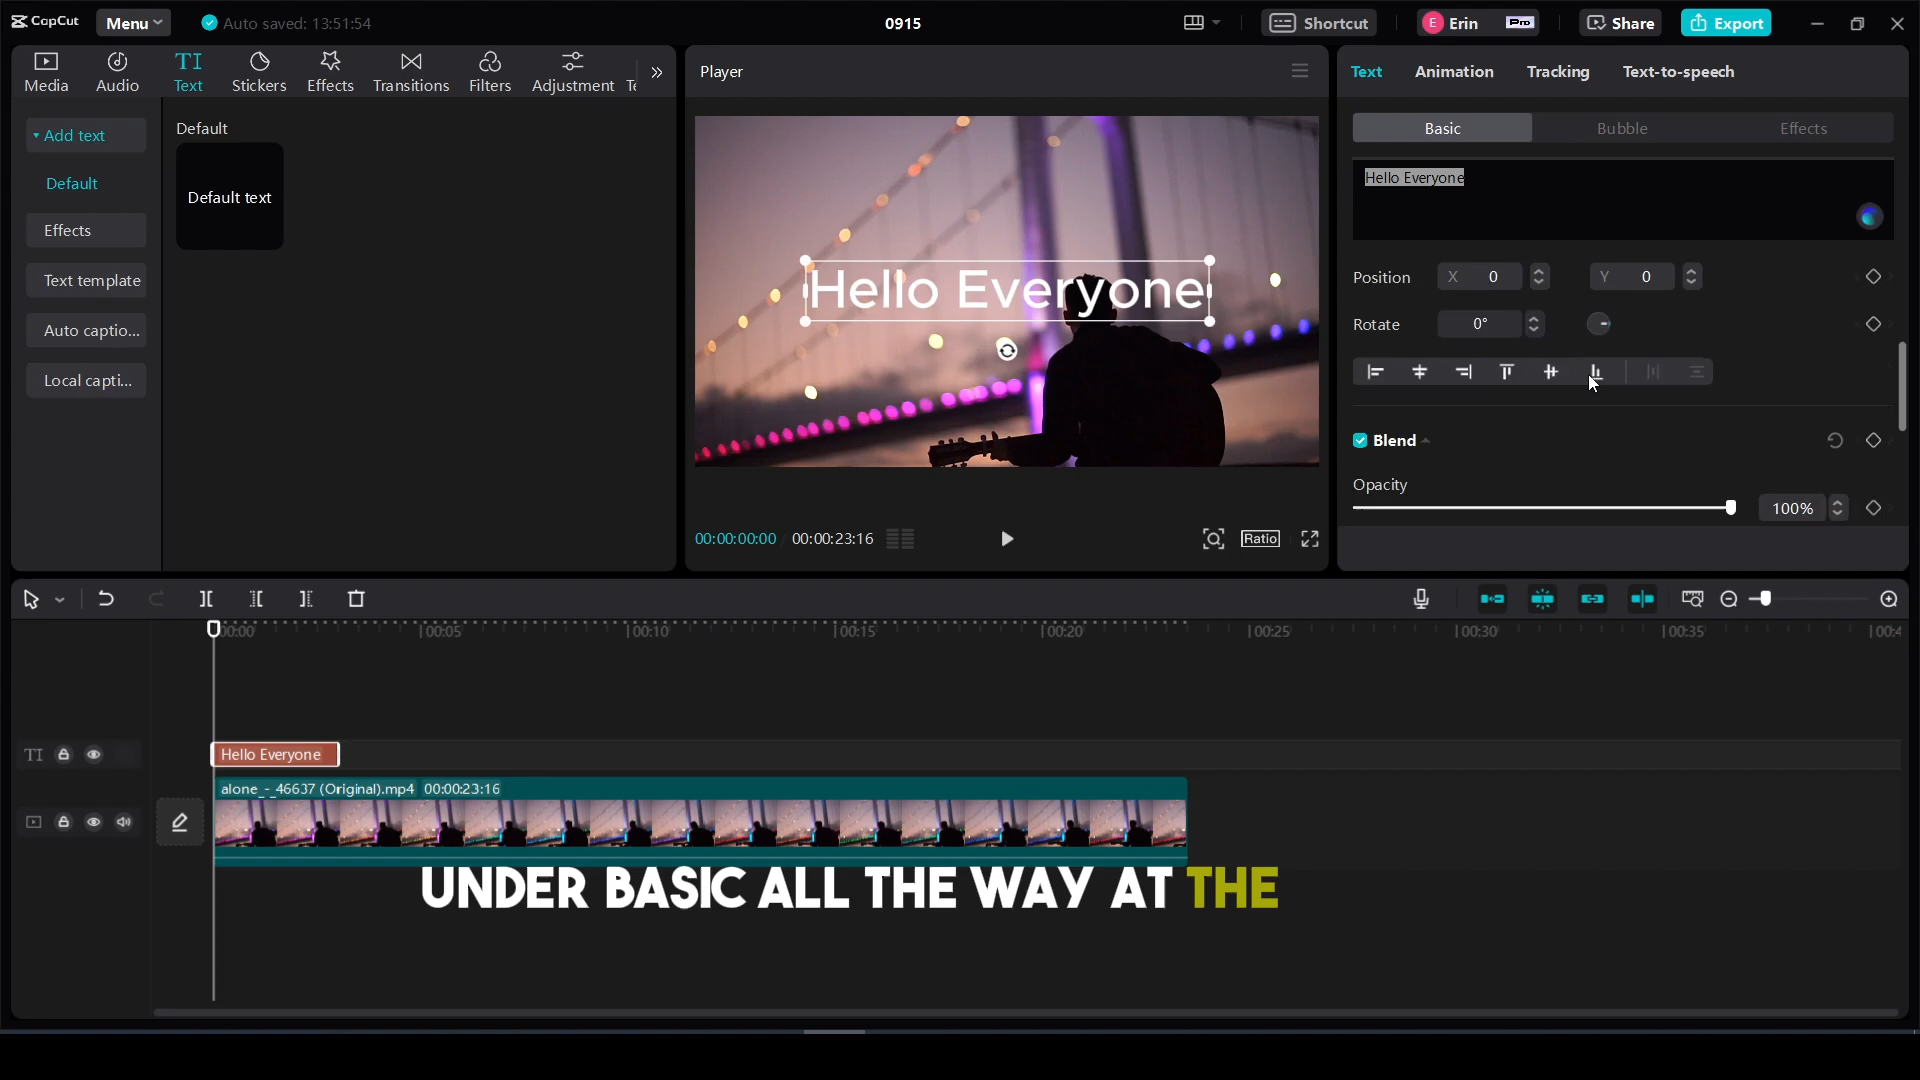 CapCut
Menu
Auto saved: 13:51:54
0915
Shortcut
E
Erin
Pro
Share
Export
Media
Audio
TI
Text
Stickers
Effects
Transitions
Filters
Adjustment
Player
Text
Animation
Tracking
Text-to-speech
Add text
Default
Effects
Text template
Auto captio...
Local capti...
Default
Default text
Hello Everyone
00:00:00:00
00:00:23:16
Ratio
Basic
Bubble
Effects
Hello Everyone
Position X 0 Y 0
Rotate 0°
Blend
Opacity
100%
00:00 00:05 00:10 00:15 00:20 00:25 00:30 00:35 00:4
TI
Hello Everyone
alone_-_46637 (Original).mp4 00:00:23:16
UNDER BASIC ALL THE WAY AT THE